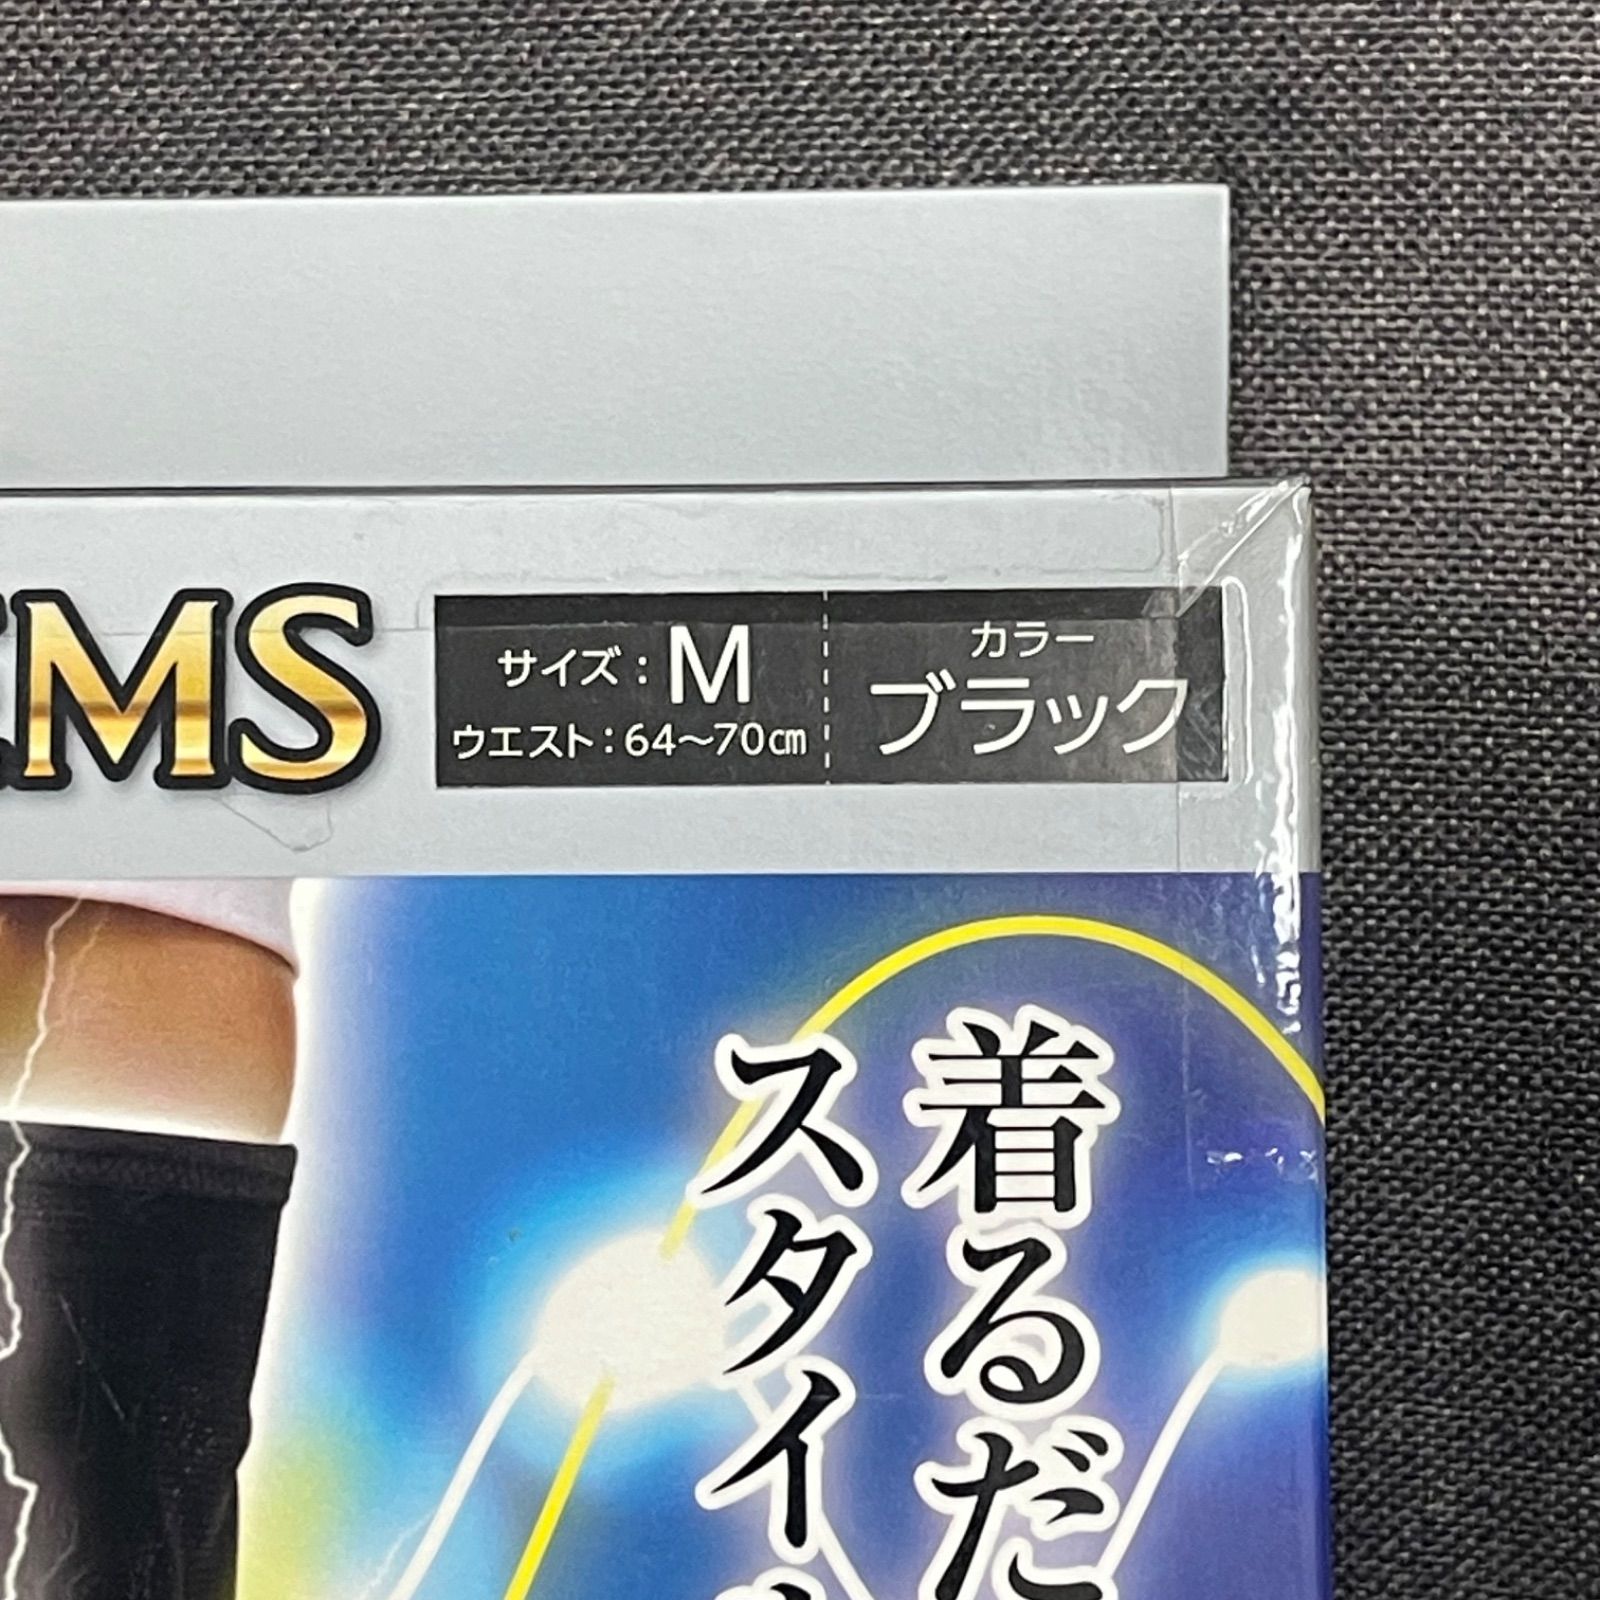 EMS
サイズ：M
ウエスト：64～70㎝
カラー
ブラック
着るだ
スタイ